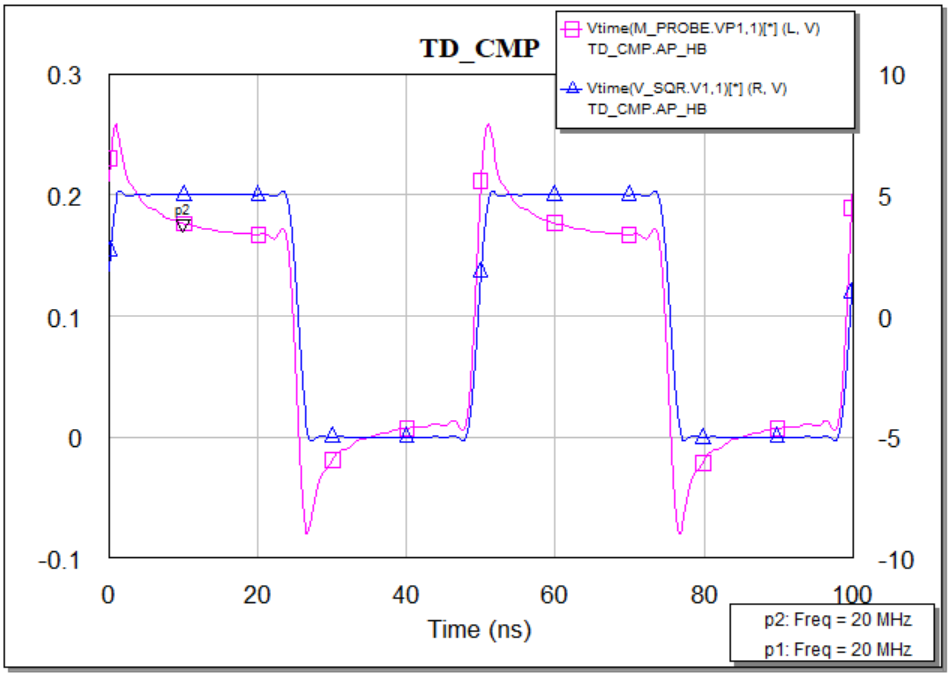 TD_CMP
Vtime(M_PROBE.VP1,1)[*] (L, V)
TD_CMP.AP_HB
Vtime(V_SQR.V1,1)[*] (R, V)
TD_CMP.AP_HB
0.3
0.2
0.1
0
-0.1
10
5
0
-5
-10
p2
0
20
40
60
80
100
Time (ns)
p2: Freq = 20 MHz
p1: Freq = 20 MHz